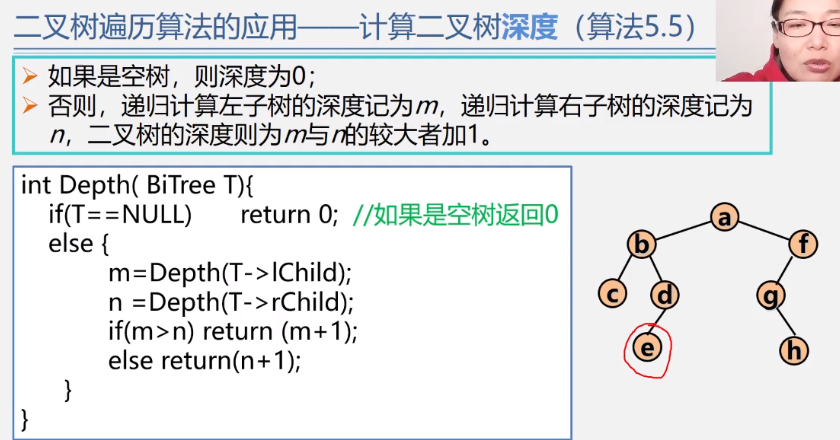 二叉树遍历算法的应用——计算二叉树深度（算法5.5）
如果是空树，则深度为0；
否则，递归计算左子树的深度记为m，递归计算右子树的深度记为
n，二叉树的深度则为m与n的较大者加1。
int Depth( BiTree T){
if(T==NULL) return 0; //如果是空树返回0
else {
m=Depth(T->lChild);
n =Depth(T->rChild);
if(m>n) return (m+1);
else return(n+1);
}
}
a
b f
c d g
e h